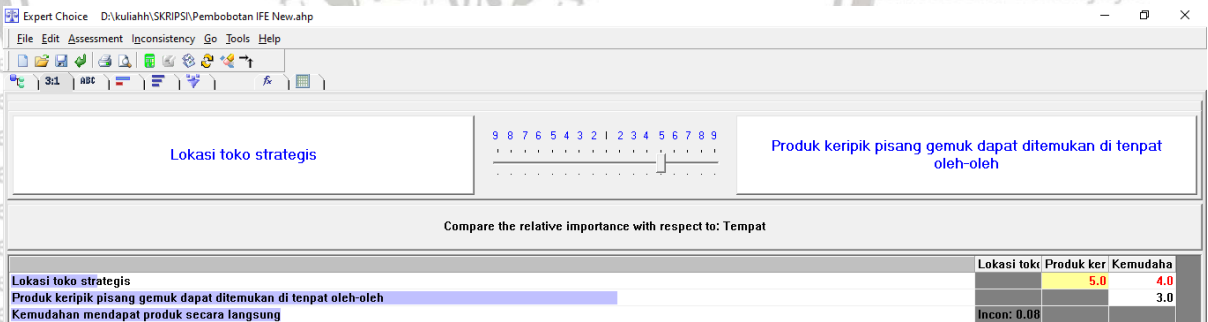 Expert Choice D:\kuliahh\SKRIPSI\Pembobotan IFE New.ahp
File Edit Assessment Inconsistency Go Tools Help
3:1 ABC fx
9 8 7 6 5 4 3 2 1 2 3 4 5 6 7 8 9
Lokasi toko strategis
Produk keripik pisang gemuk dapat ditemukan di tenpat
oleh-oleh
Compare the relative importance with respect to: Tempat
Lokasi toko Produk ker Kemudaha
Lokasi toko strategis 5.0 4.0
Produk keripik pisang gemuk dapat ditemukan di tenpat oleh-oleh 3.0
Kemudahan mendapat produk secara langsung Incon: 0.08